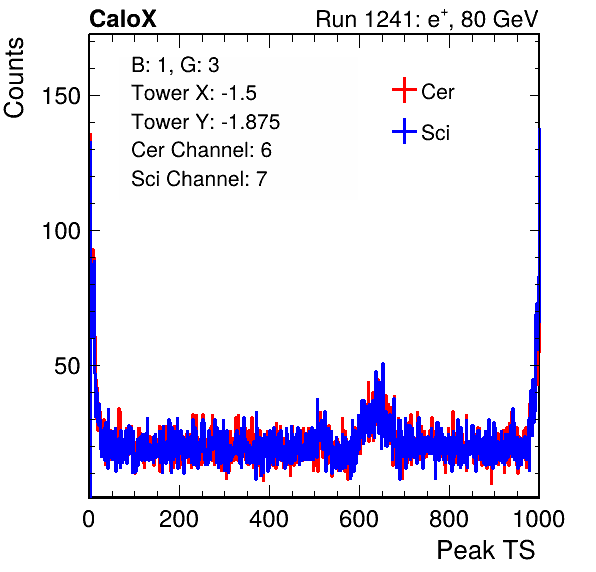 CaloX
Run 1241: e+, 80 GeV
Counts
B: 1, G: 3
Tower X: -1.5
Tower Y: -1.875
Cer Channel: 6
Sci Channel: 7
Cer
Sci
150
100
50
0 200 400 600 800 1000
Peak TS